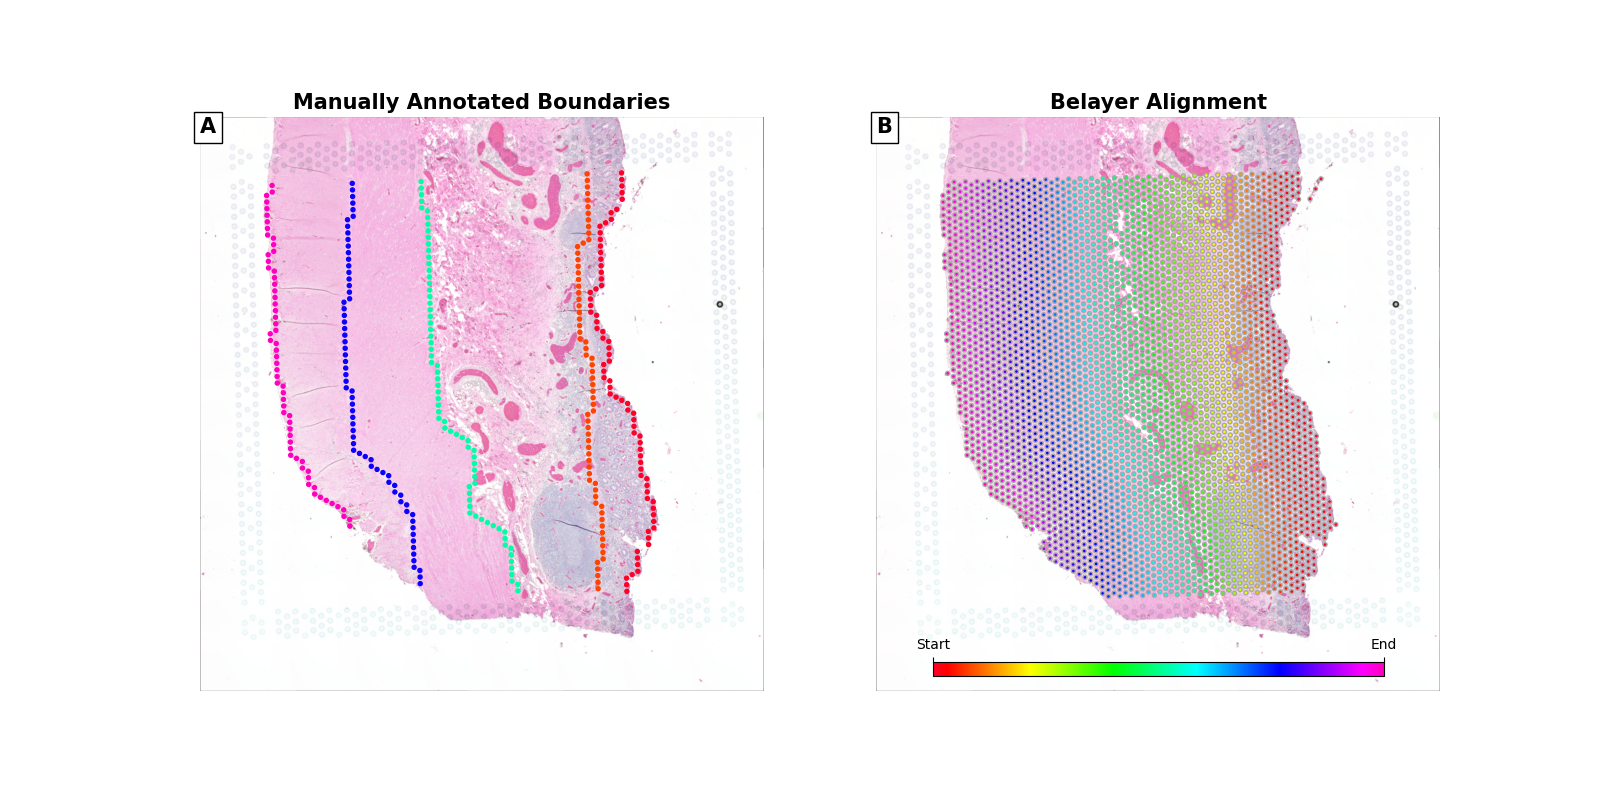 Manually Annotated Boundaries
A
Belayer Alignment
B
Start
End